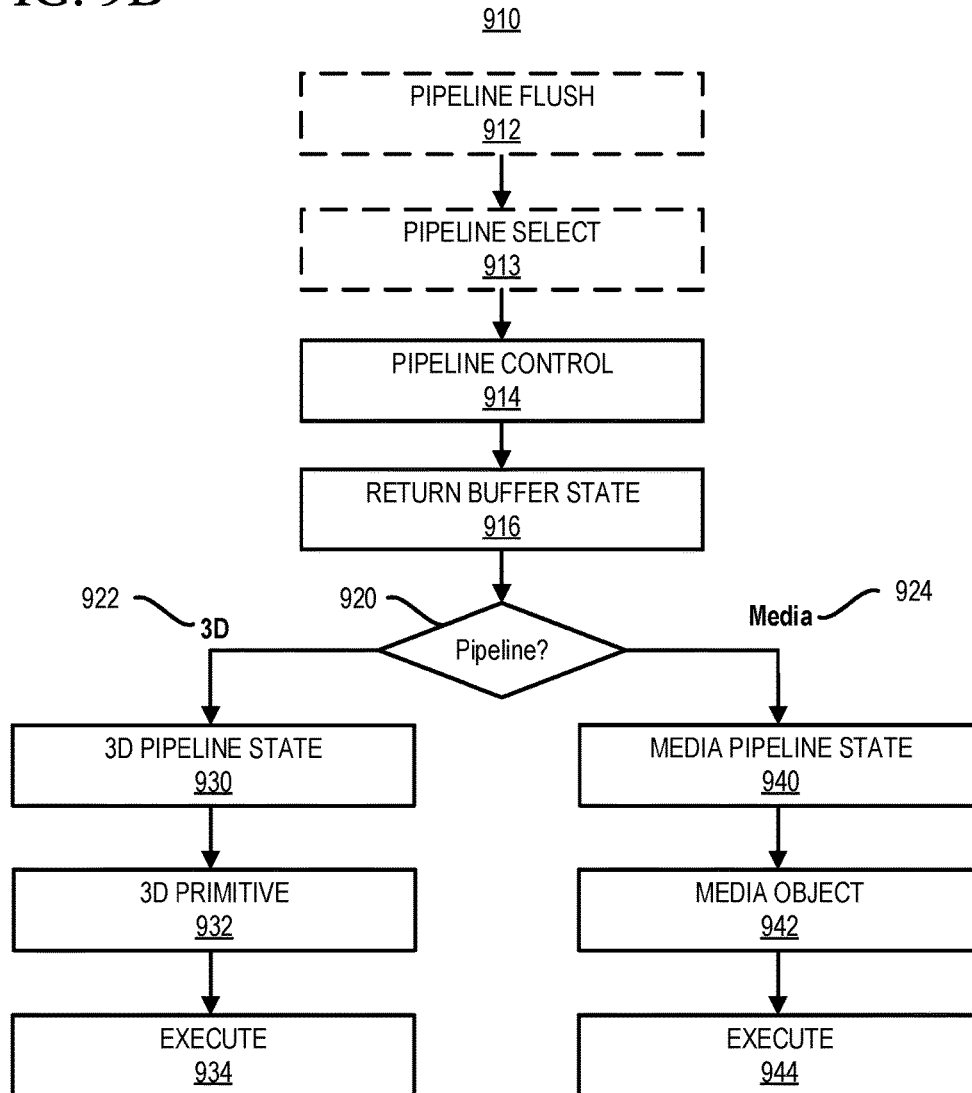 FIG. 9B
910
PIPELINE FLUSH
912
PIPELINE SELECT
913
PIPELINE CONTROL
914
RETURN BUFFER STATE
916
922
920
924
3D
Media
Pipeline?
3D PIPELINE STATE
930
MEDIA PIPELINE STATE
940
3D PRIMITIVE
932
MEDIA OBJECT
942
EXECUTE
934
EXECUTE
944